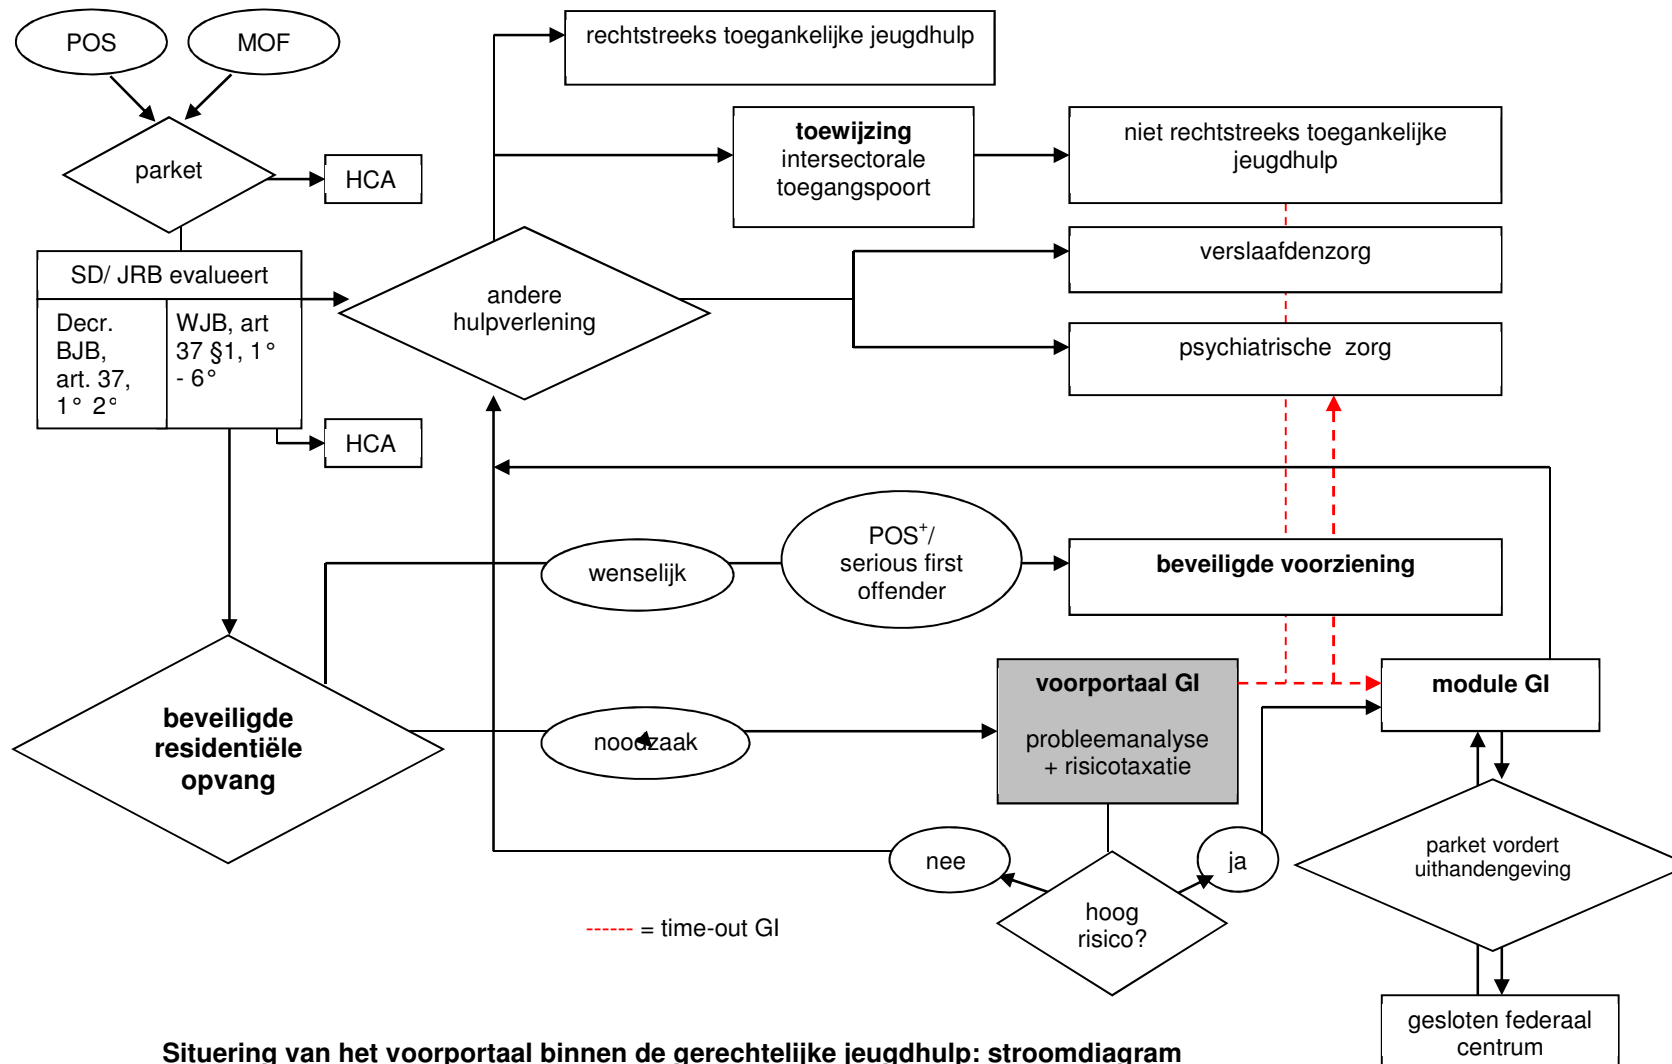 POS
MOF
rechtstreeks toegankelijke jeugdhulp
parket
HCA
toewijzing
intersectorale
toegangspoort
niet rechtstreeks toegankelijke
jeugdhulp
SD/ JRB evalueert
Decr.
BJB,
art. 37,
1° 2°
WJB, art
37 §1, 1°
- 6°
andere
hulpverlening
verslaafdenzorg
psychiatrische zorg
HCA
wenselijk
POS+/
serious first
offender
beveiligde voorziening
beveiligde
residentiële
opvang
noodzaak
voorportaal GI
probleemanalyse
+ risicotaxatie
module GI
nee
ja
hoog
risico?
parket vordert
uithandengeving
------ = time-out GI
gesloten federaal
centrum
Situering van het voorportaal binnen de gerechtelijke jeugdhulp: stroomdiagram